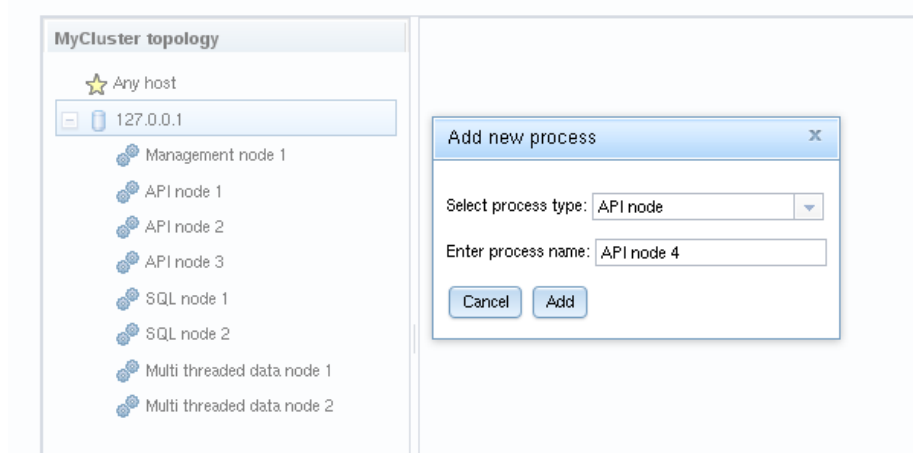 MyCluster topology
Any host
127.0.0.1
Management node 1
API node 1
API node 2
API node 3
SQL node 1
SQL node 2
Multi threaded data node 1
Multi threaded data node 2
Add new process
x
Select process type: API node
Enter process name: API node 4
Cancel Add